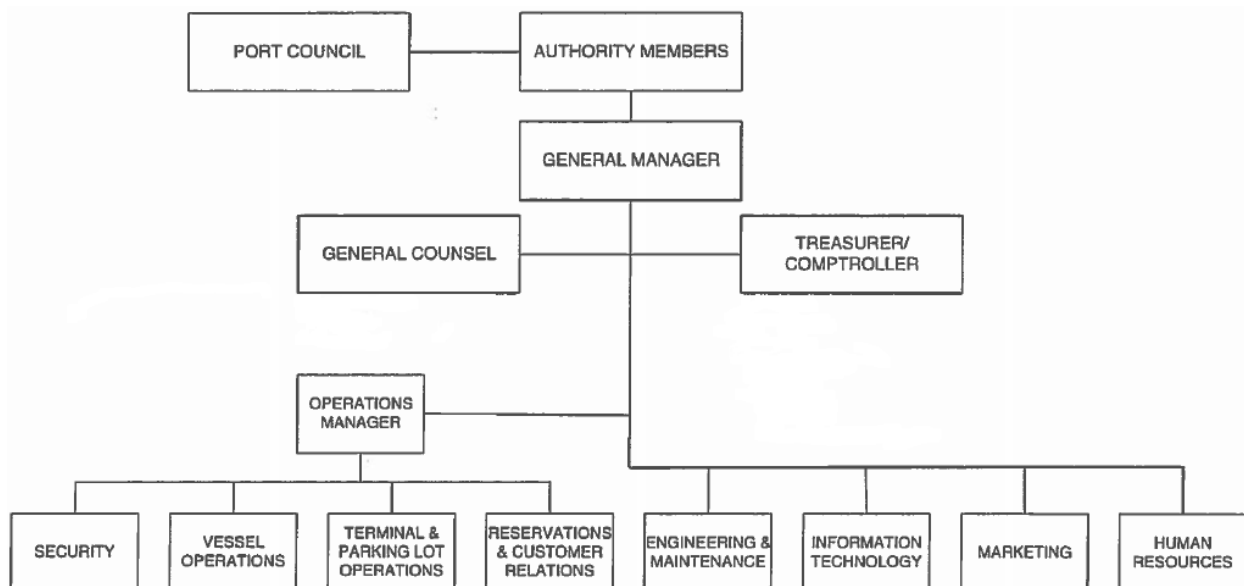 PORT COUNCIL
AUTHORITY MEMBERS
GENERAL MANAGER
GENERAL COUNSEL
TREASURER/
COMPTROLLER
OPERATIONS
MANAGER
SECURITY
VESSEL
OPERATIONS
TERMINAL &
PARKING LOT
OPERATIONS
RESERVATIONS
& CUSTOMER
RELATIONS
ENGINEERING &
MAINTENANCE
INFORMATION
TECHNOLOGY
MARKETING
HUMAN
RESOURCES